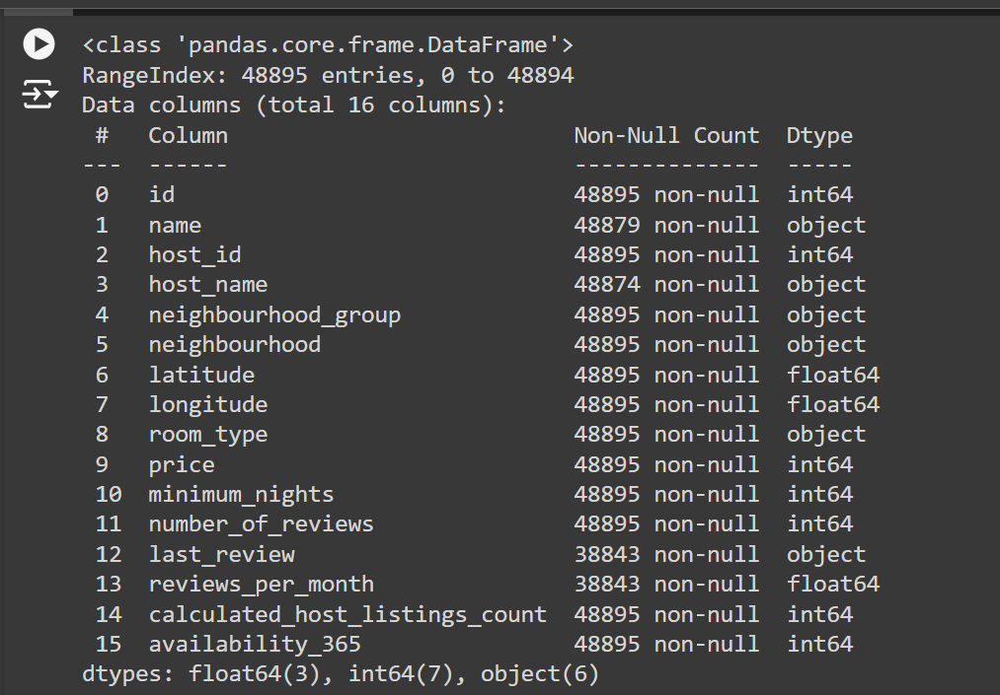 <class 'pandas.core.frame.DataFrame'>
RangeIndex: 48895 entries, 0 to 48894
Data columns (total 16 columns):
 #   Column                          Non-Null Count  Dtype
---  ------                          --------------  -----
 0   id                              48895 non-null  int64
 1   name                            48879 non-null  object
 2   host_id                         48895 non-null  int64
 3   host_name                       48874 non-null  object
 4   neighbourhood_group             48895 non-null  object
 5   neighbourhood                   48895 non-null  object
 6   latitude                        48895 non-null  float64
 7   longitude                       48895 non-null  float64
 8   room_type                       48895 non-null  object
 9   price                           48895 non-null  int64
 10  minimum_nights                  48895 non-null  int64
 11  number_of_reviews               48895 non-null  int64
 12  last_review                     38843 non-null  object
 13  reviews_per_month               38843 non-null  float64
 14  calculated_host_listings_count  48895 non-null  int64
 15  availability_365                48895 non-null  int64
dtypes: float64(3), int64(7), object(6)